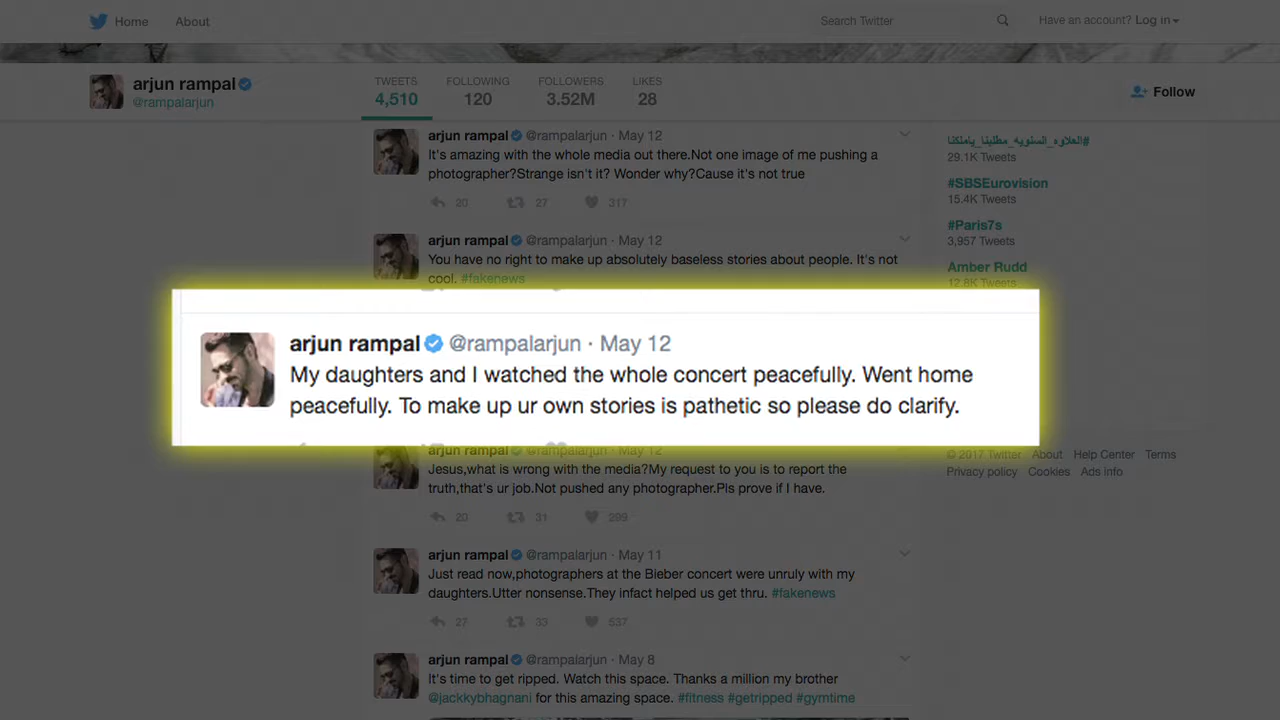 Home About Search Twitter Have an account? Log in
arjun rampal
@rampalarjun
TWEETS FOLLOWING FOLLOWERS LIKES
4,510 120 3.52M 28
Follow
arjun rampal @rampalarjun · May 12
It's amazing with the whole media out there.Not one image of me pushing a
photographer?Strange isn't it? Wonder why?Cause it's not true
20 27 317
arjun rampal @rampalarjun · May 12
You have no right to make up absolutely baseless stories about people. It's not
cool. #fakenews
arjun rampal @rampalarjun · May 12
My daughters and I watched the whole concert peacefully. Went home
peacefully. To make up ur own stories is pathetic so please do clarify.
arjun rampal @rampalarjun · May 12
Jesus,what is wrong with the media?My request to you is to report the
truth,that's ur job.Not pushed any photographer.Pls prove if I have.
20 31 299
arjun rampal @rampalarjun · May 11
Just read now,photographers at the Bieber concert were unruly with my
daughters.Utter nonsense.They infact helped us get thru. #fakenews
27 33 537
arjun rampal @rampalarjun · May 8
It's time to get ripped. Watch this space. Thanks a million my brother
@jackkybhagnani for this amazing space. #fitness #getripped #gymtime
#العلاوه_السنويه_مطلبنا_ياملكنا
29.1K Tweets
#SBSEurovision
15.4K Tweets
#Paris7s
3,957 Tweets
Amber Rudd
12.8K Tweets
© 2017 Twitter About Help Center Terms
Privacy policy Cookies Ads info